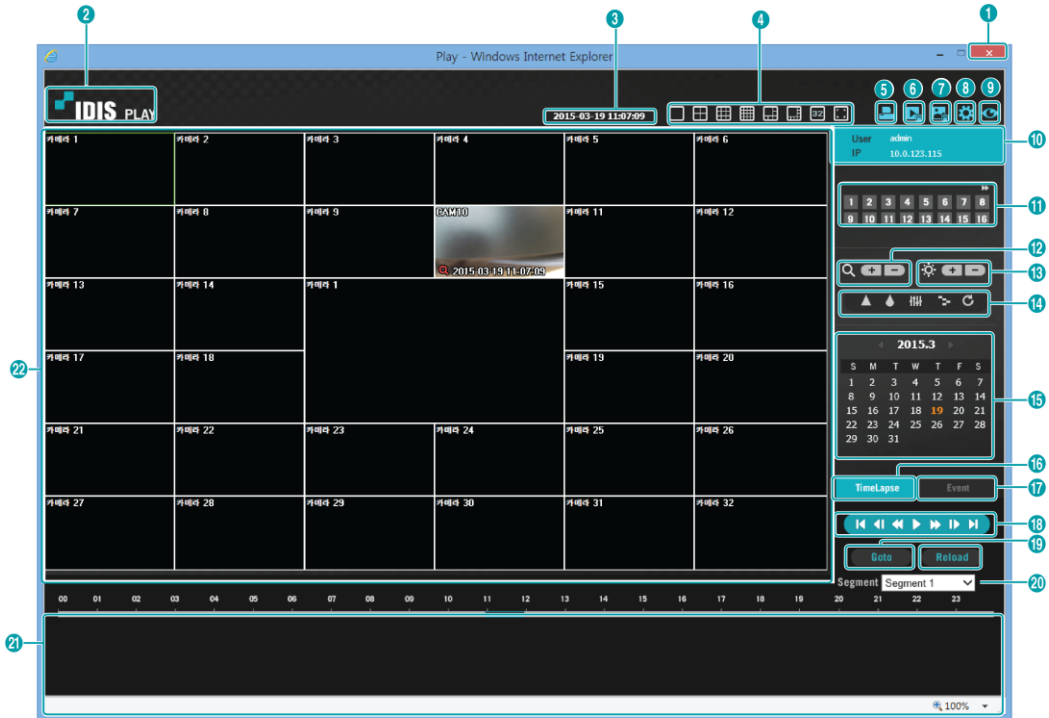 2 3 4 1
Play - Windows Internet Explorer
IDIS PLAY
2015-03-19 11:07:09
32
5 6 7 8 9
카메라 1 카메라 2 카메라 3 카메라 4 카메라 5 카메라 6
User admin
IP 10.0.123.115
10
1 2 3 4 5 6 7 8
9 10 11 12 13 14 15 16
11
카메라 7 카메라 8 카메라 9 CAM10 카메라 11 카메라 12
2015-03-19 11-07-09
12
13
14
카메라 13 카메라 14 카메라 1 카메라 15 카메라 16
2015.3
S M T W T F S
1 2 3 4 5 6 7
8 9 10 11 12 13 14
15 16 17 18 19 20 21
22 23 24 25 26 27 28
29 30 31
15
22
카메라 17 카메라 18 카메라 19 카메라 20
카메라 21 카메라 22 카메라 23 카메라 24 카메라 25 카메라 26
16
TimeLapse Event
17
카메라 27 카메라 28 카메라 29 카메라 30 카메라 31 카메라 32
18
19
Goto Reload
Segment Segment 1
20
00 01 02 03 04 05 06 07 08 09 10 11 12 13 14 15 16 17 18 19 20 21 22 23
21
100%